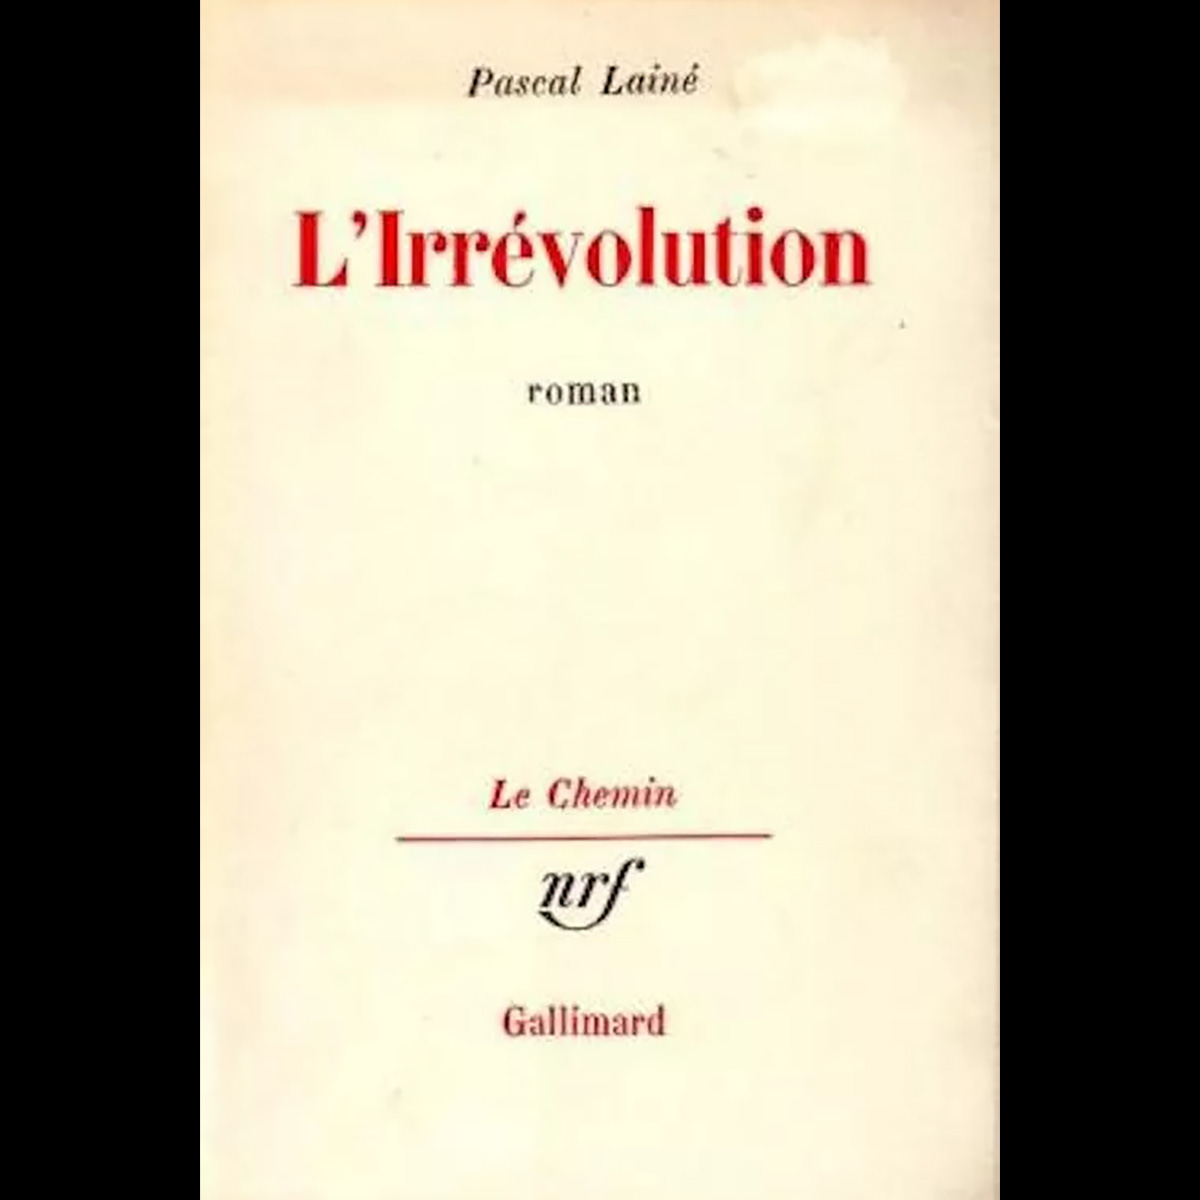 Pascal Lainé
L'Irrévolution
roman
Le Chemin
nrf
Gallimard